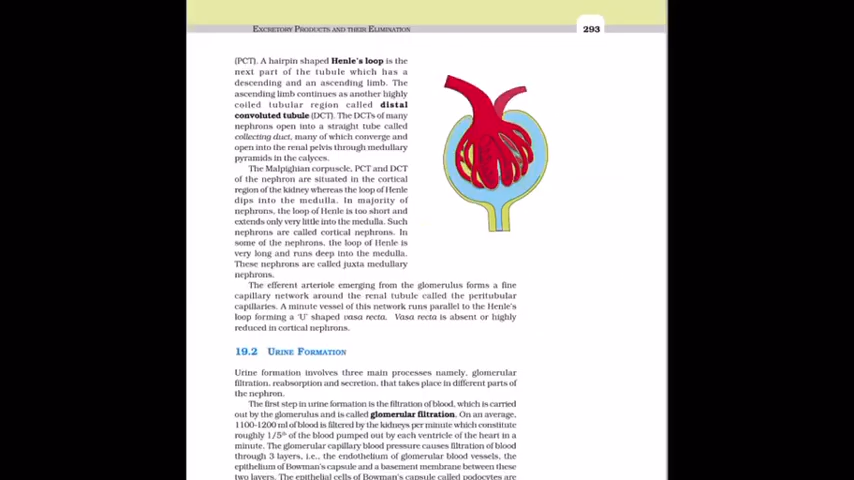 EXCRETORY PRODUCTS AND THEIR ELIMINATION
293
(PCT). A hairpin shaped Henle's loop is the
next part of the tubule which has a
descending and an ascending limb. The
ascending limb continues as another highly
coiled tubular region called distal
convoluted tubule (DCT). The DCTs of many
nephrons open into a straight tube called
collecting duct, many of which converge and
open into the renal pelvis through medullary
pyramids in the calyces.
The Malpighian corpuscle, PCT and DCT
of the nephron are situated in the cortical
region of the kidney whereas the loop of Henle
dips into the medulla. In majority of
nephrons, the loop of Henle is too short and
extends only very little into the medulla. Such
nephrons are called cortical nephrons. In
some of the nephrons, the loop of Henle is
very long and runs deep into the medulla.
These nephrons are called juxta medullary
nephrons.
The efferent arteriole emerging from the glomerulus forms a fine
capillary network around the renal tubule called the peritubular
capillaries. A minute vessel of this network runs parallel to the Henle's
loop forming a 'U' shaped vasa recta. Vasa recta is absent or highly
reduced in cortical nephrons.
19.2 URINE FORMATION
Urine formation involves three main processes namely, glomerular
filtration, reabsorption and secretion, that takes place in different parts of
the nephron.
The first step in urine formation is the filtration of blood, which is carried
out by the glomerulus and is called glomerular filtration. On an average,
1100-1200 ml of blood is filtered by the kidneys per minute which constitute
roughly 1/5th of the blood pumped out by each ventricle of the heart in a
minute. The glomerular capillary blood pressure causes filtration of blood
through 3 layers, i.e., the endothelium of glomerular blood vessels, the
epithelium of Bowman's capsule and a basement membrane between these
two layers. The epithelial cells of Bowman's capsule called podocytes are